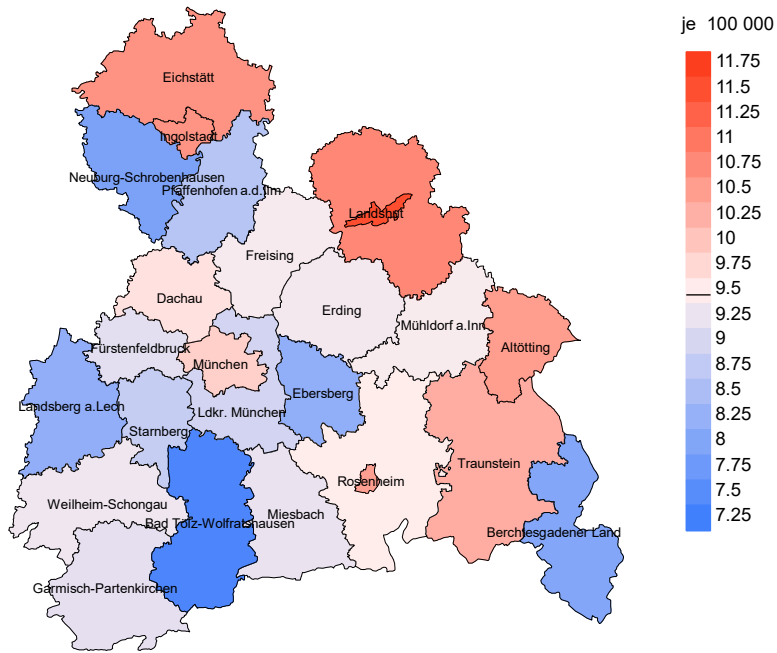 je 100 000
Eichstätt
Ingolstadt
Neuburg-Schrobenhausen
Pfaffenhofen a.d.Ilm
Landshut
Freising
Dachau
Erding
Mühldorf a.Inn
Fürstenfeldbruck
München
Altötting
Landsberg a.Lech
Ebersberg
Ldkr. München
Starnberg
Traunstein
Rosenheim
Weilheim-Schongau
Miesbach
Bad Tölz-Wolfratshausen
Berchtesgadener Land
Garmisch-Partenkirchen
11.75
11.5
11.25
11
10.75
10.5
10.25
10
9.75
9.5
9.25
9
8.75
8.5
8.25
8
7.75
7.5
7.25